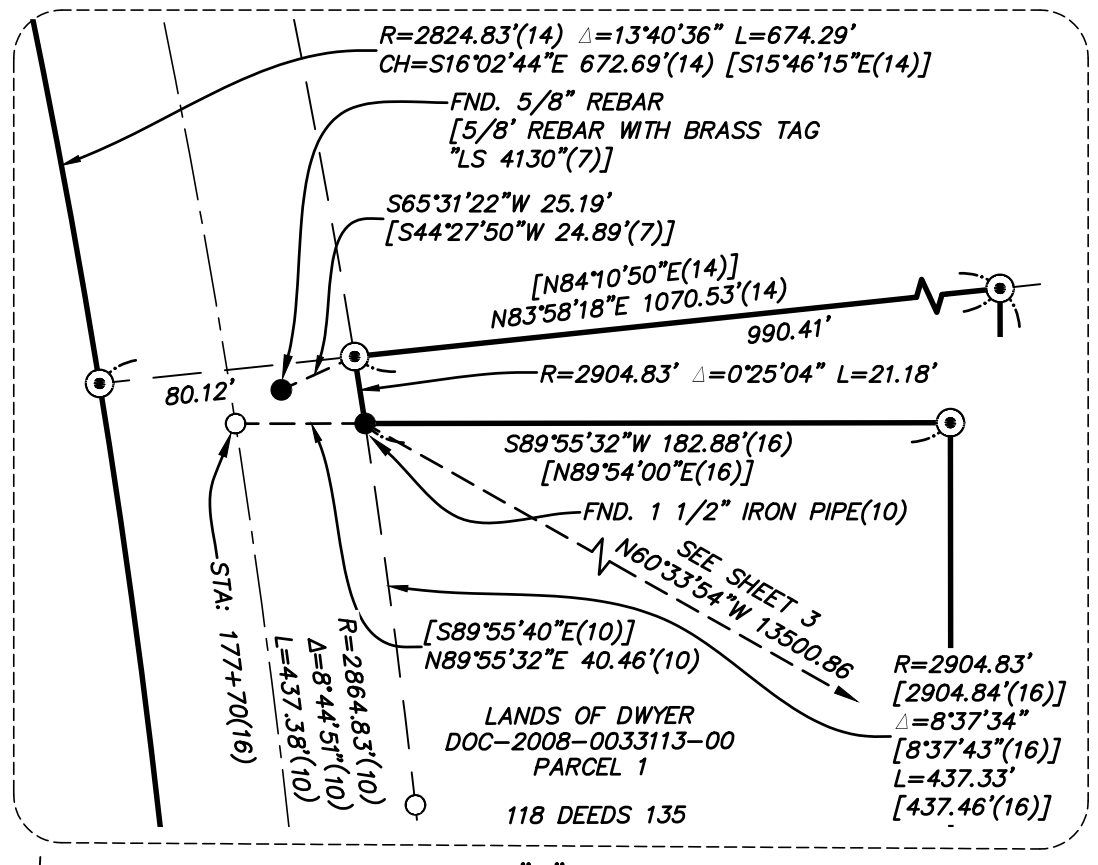 R=2824.83'(14) Δ=13°40'36" L=674.29'
CH=S16°02'44"E 672.69'(14) [S15°46'15"E(14)]
FND. 5/8" REBAR
[5/8' REBAR WITH BRASS TAG
"LS 4130"(7)]
S65°31'22"W 25.19'
[S44°27'50"W 24.89'(7)]
[N84°10'50"E(14)]
N83°58'18"E 1070.53'(14)
990.41'
80.12'
R=2904.83' Δ=0°25'04" L=21.18'
S89°55'32"W 182.88'(16)
[N89°54'00"E(16)]
FND. 1 1/2" IRON PIPE(10)
SEE SHEET 3
N60°33'54"W 13500.86
STA: 177+70(16)
R=2864.83'(10)
Δ=8°44'51"(10)
L=437.38'(10)
[S89°55'40"E(10)]
N89°55'32"E 40.46'(10)
LANDS OF DWYER
DOC-2008-0033113-00
PARCEL 1
118 DEEDS 135
R=2904.83'
[2904.84'(16)]
Δ=8°37'34"
[8°37'43"(16)]
L=437.33'
[437.46'(16)]